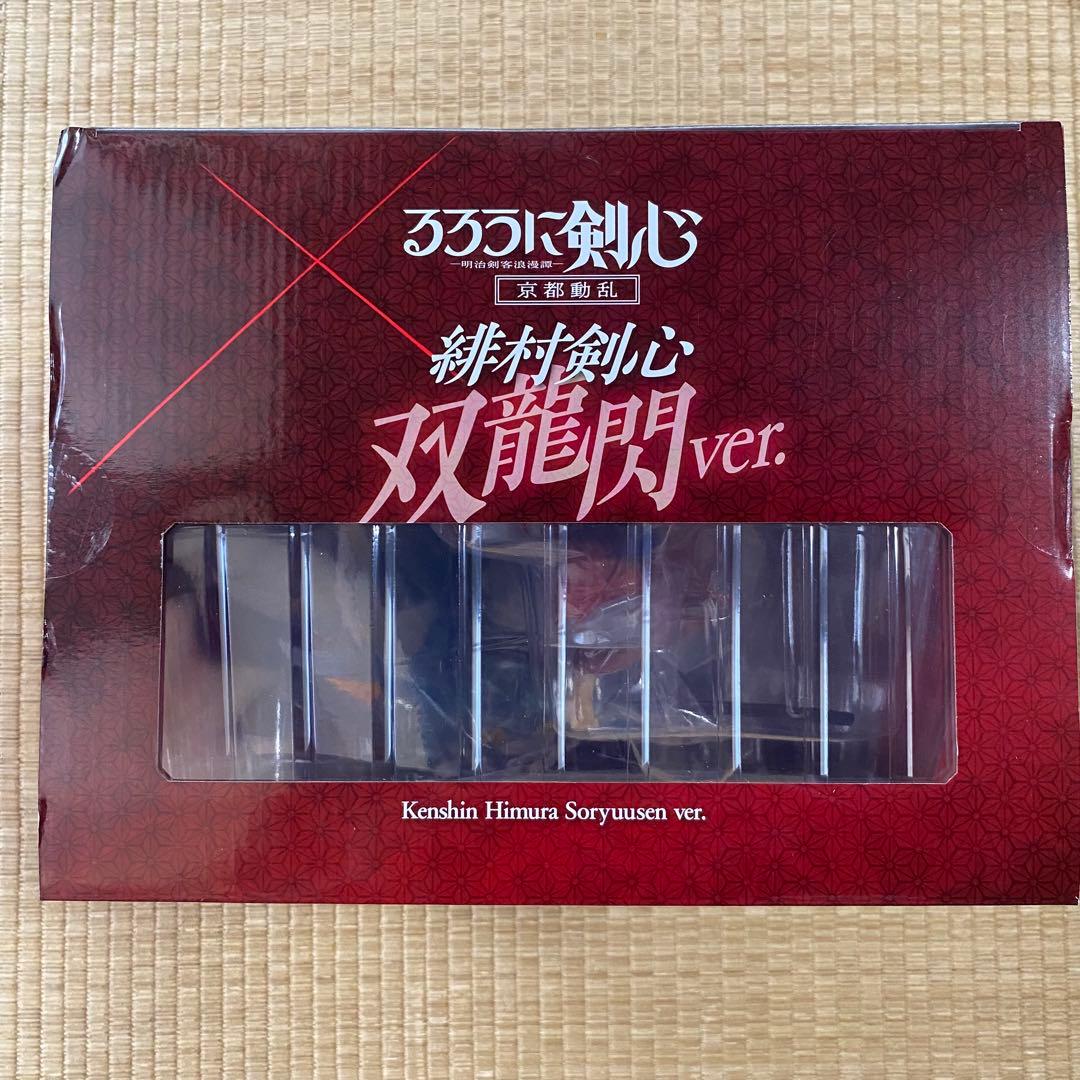 るろうに剣心
―明治剣客浪漫譚―
京都動乱
緋村剣心
双龍閃ver.
Kenshin Himura Soryuusen ver.